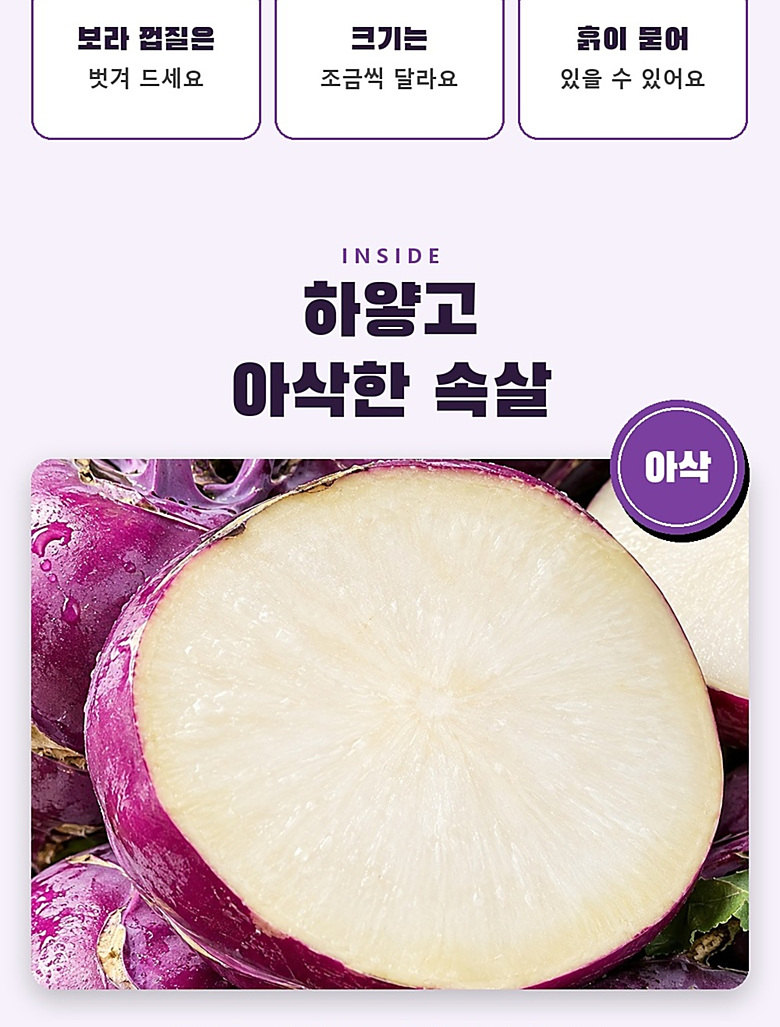 보라 껍질은
벗겨 드세요
크기는
조금씩 달라요
흙이 묻어
있을 수 있어요
INSIDE
하얗고
아삭한 속살
아삭